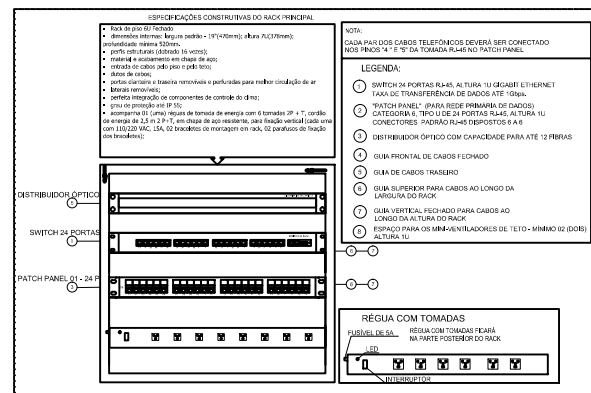 ESPECIFICAÇÕES CONSTRUTIVAS DO RACK PRINCIPAL
• Rack de piso 6U Fechado
• dimensões internas: largura padrão - 19"(470mm); altura 7U(378mm); profundidade mínima 520mm.
• perfis estruturais (dobrado 16 vezes);
• material e acabamento em chapa de aço;
• entrada de cabos pelo piso e pelo teto;
• dutos de cabos;
• portas dianteira e traseira removíveis e perfuradas para melhor circulação de ar
• laterais removíveis;
• perfeita integração de componentes de controle do clima;
• grau de proteção até IP 55;
• acompanha 01 (uma) régua de tomada de energia com 6 tomadas 2P + T, cordão
de energia de 2,5 m 2 P+T, em chapa de aço resistente, para fixação vertical (cada uma
com 110/220 VAC, 15A, 02 braceletes de montagem em rack, 02 parafusos de fixação
dos braceletes);
NOTA:
CADA PAR DOS CABOS TELEFÔNICOS DEVERÁ SER CONECTADO
NOS PINOS "4 " E "5" DA TOMADA RJ-45 NO PATCH PANEL
LEGENDA:
1 SWITCH 24 PORTAS RJ-45, ALTURA 1U GIGABIT ETHERNET
TAXA DE TRANSFERÊNCIA DE DADOS ATÉ 1Gbps.
2 "PATCH PANEL" (PARA REDE PRIMARIA DE DADOS)
CATEGORIA 6, TIPO U DE 24 PORTAS RJ-45, ALTURA 1U
CONECTORES PADRÃO RJ-45 DISPOSTOS 6 A 6
3 DISTRIBUIDOR ÓPTICO COM CAPACIDADE PARA ATÉ 12 FIBRAS
4 GUIA FRONTAL DE CABOS FECHADO
5 GUIA DE CABOS TRASEIRO
6 GUIA SUPERIOR PARA CABOS AO LONGO DA
LARGURA DO RACK
7 GUIA VERTICAL FECHADO PARA CABOS AO
LONGO DA ALTURA DO RACK
8 ESPAÇO PARA OS MINI-VENTILADORES DE TETO - MÍNIMO 02 (DOIS)
ALTURA 1U
DISTRIBUIDOR ÓPTICO
5
SWITCH 24 PORTAS
1
6 7
PATCH PANEL 01 - 24 P
3
6 7
RÉGUA COM TOMADAS
FUSÍVEL DE 5A
RÉGUA COM TOMADAS FICARÁ
NA PARTE POSTERIOR DO RACK
LED
INTERRUPTOR